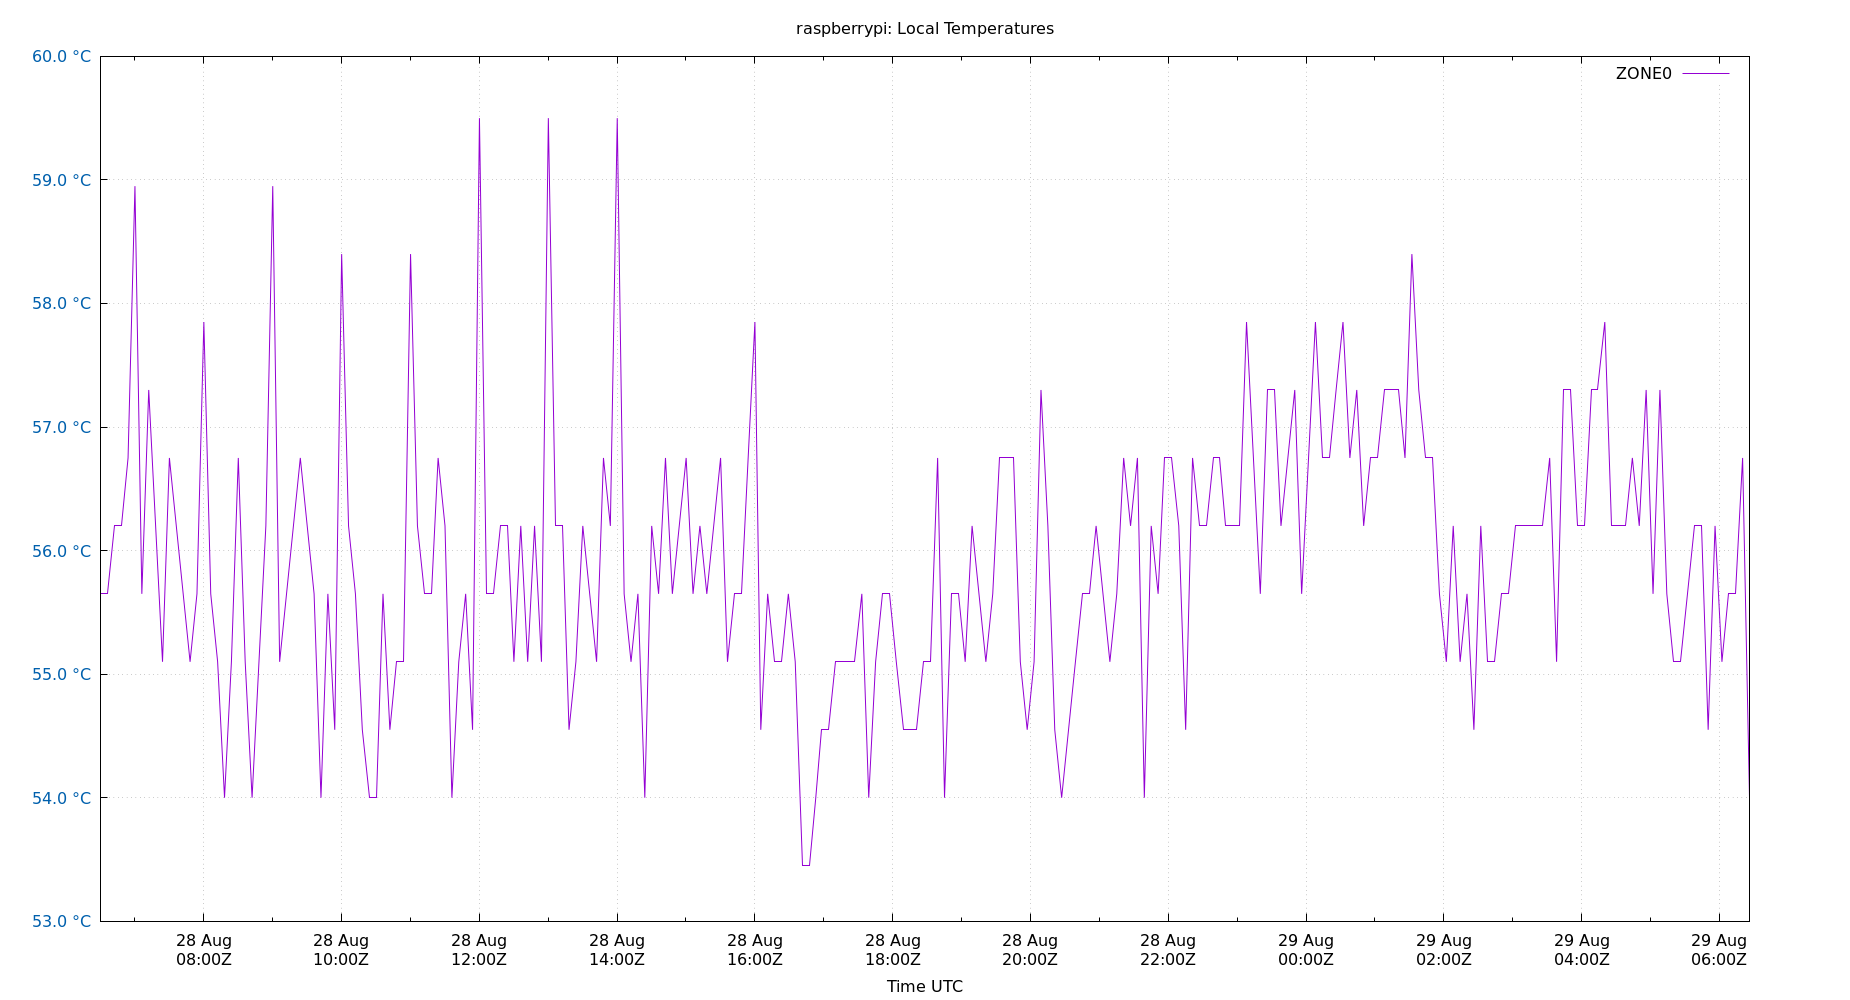 raspberrypi: Local Temperatures
60.0 °C
ZONE0
59.0 °C
58.0 °C
57.0 °C
56.0 °C
55.0 °C
54.0 °C
53.0 °C
28 Aug 28 Aug 28 Aug 28 Aug 28 Aug 28 Aug 28 Aug 28 Aug 29 Aug 29 Aug 29 Aug 29 Aug
08:00Z 10:00Z 12:00Z 14:00Z 16:00Z 18:00Z 20:00Z 22:00Z 00:00Z 02:00Z 04:00Z 06:00Z
Time UTC